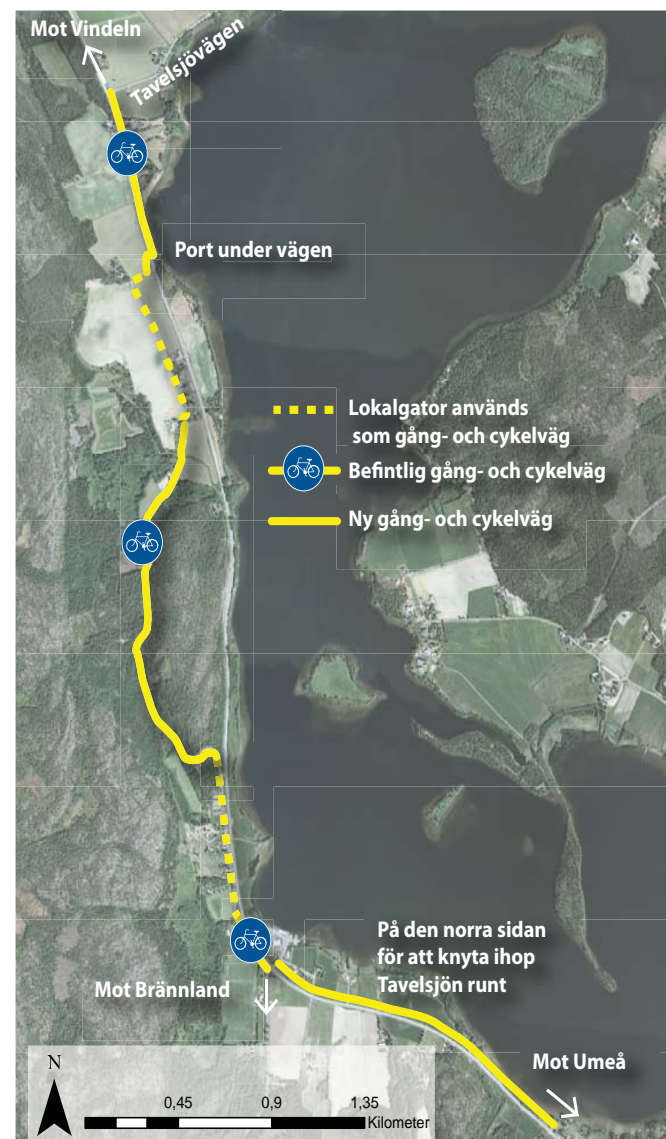 Mot Vindeln
Tavelsjövägen
Port under vägen
Lokalgator används
som gång- och cykelväg
Befintlig gång- och cykelväg
Ny gång- och cykelväg
På den norra sidan
för att knyta ihop
Tavelsjön runt
Mot Brännland
Mot Umeå
N
0,45 0,9 1,35
Kilometer